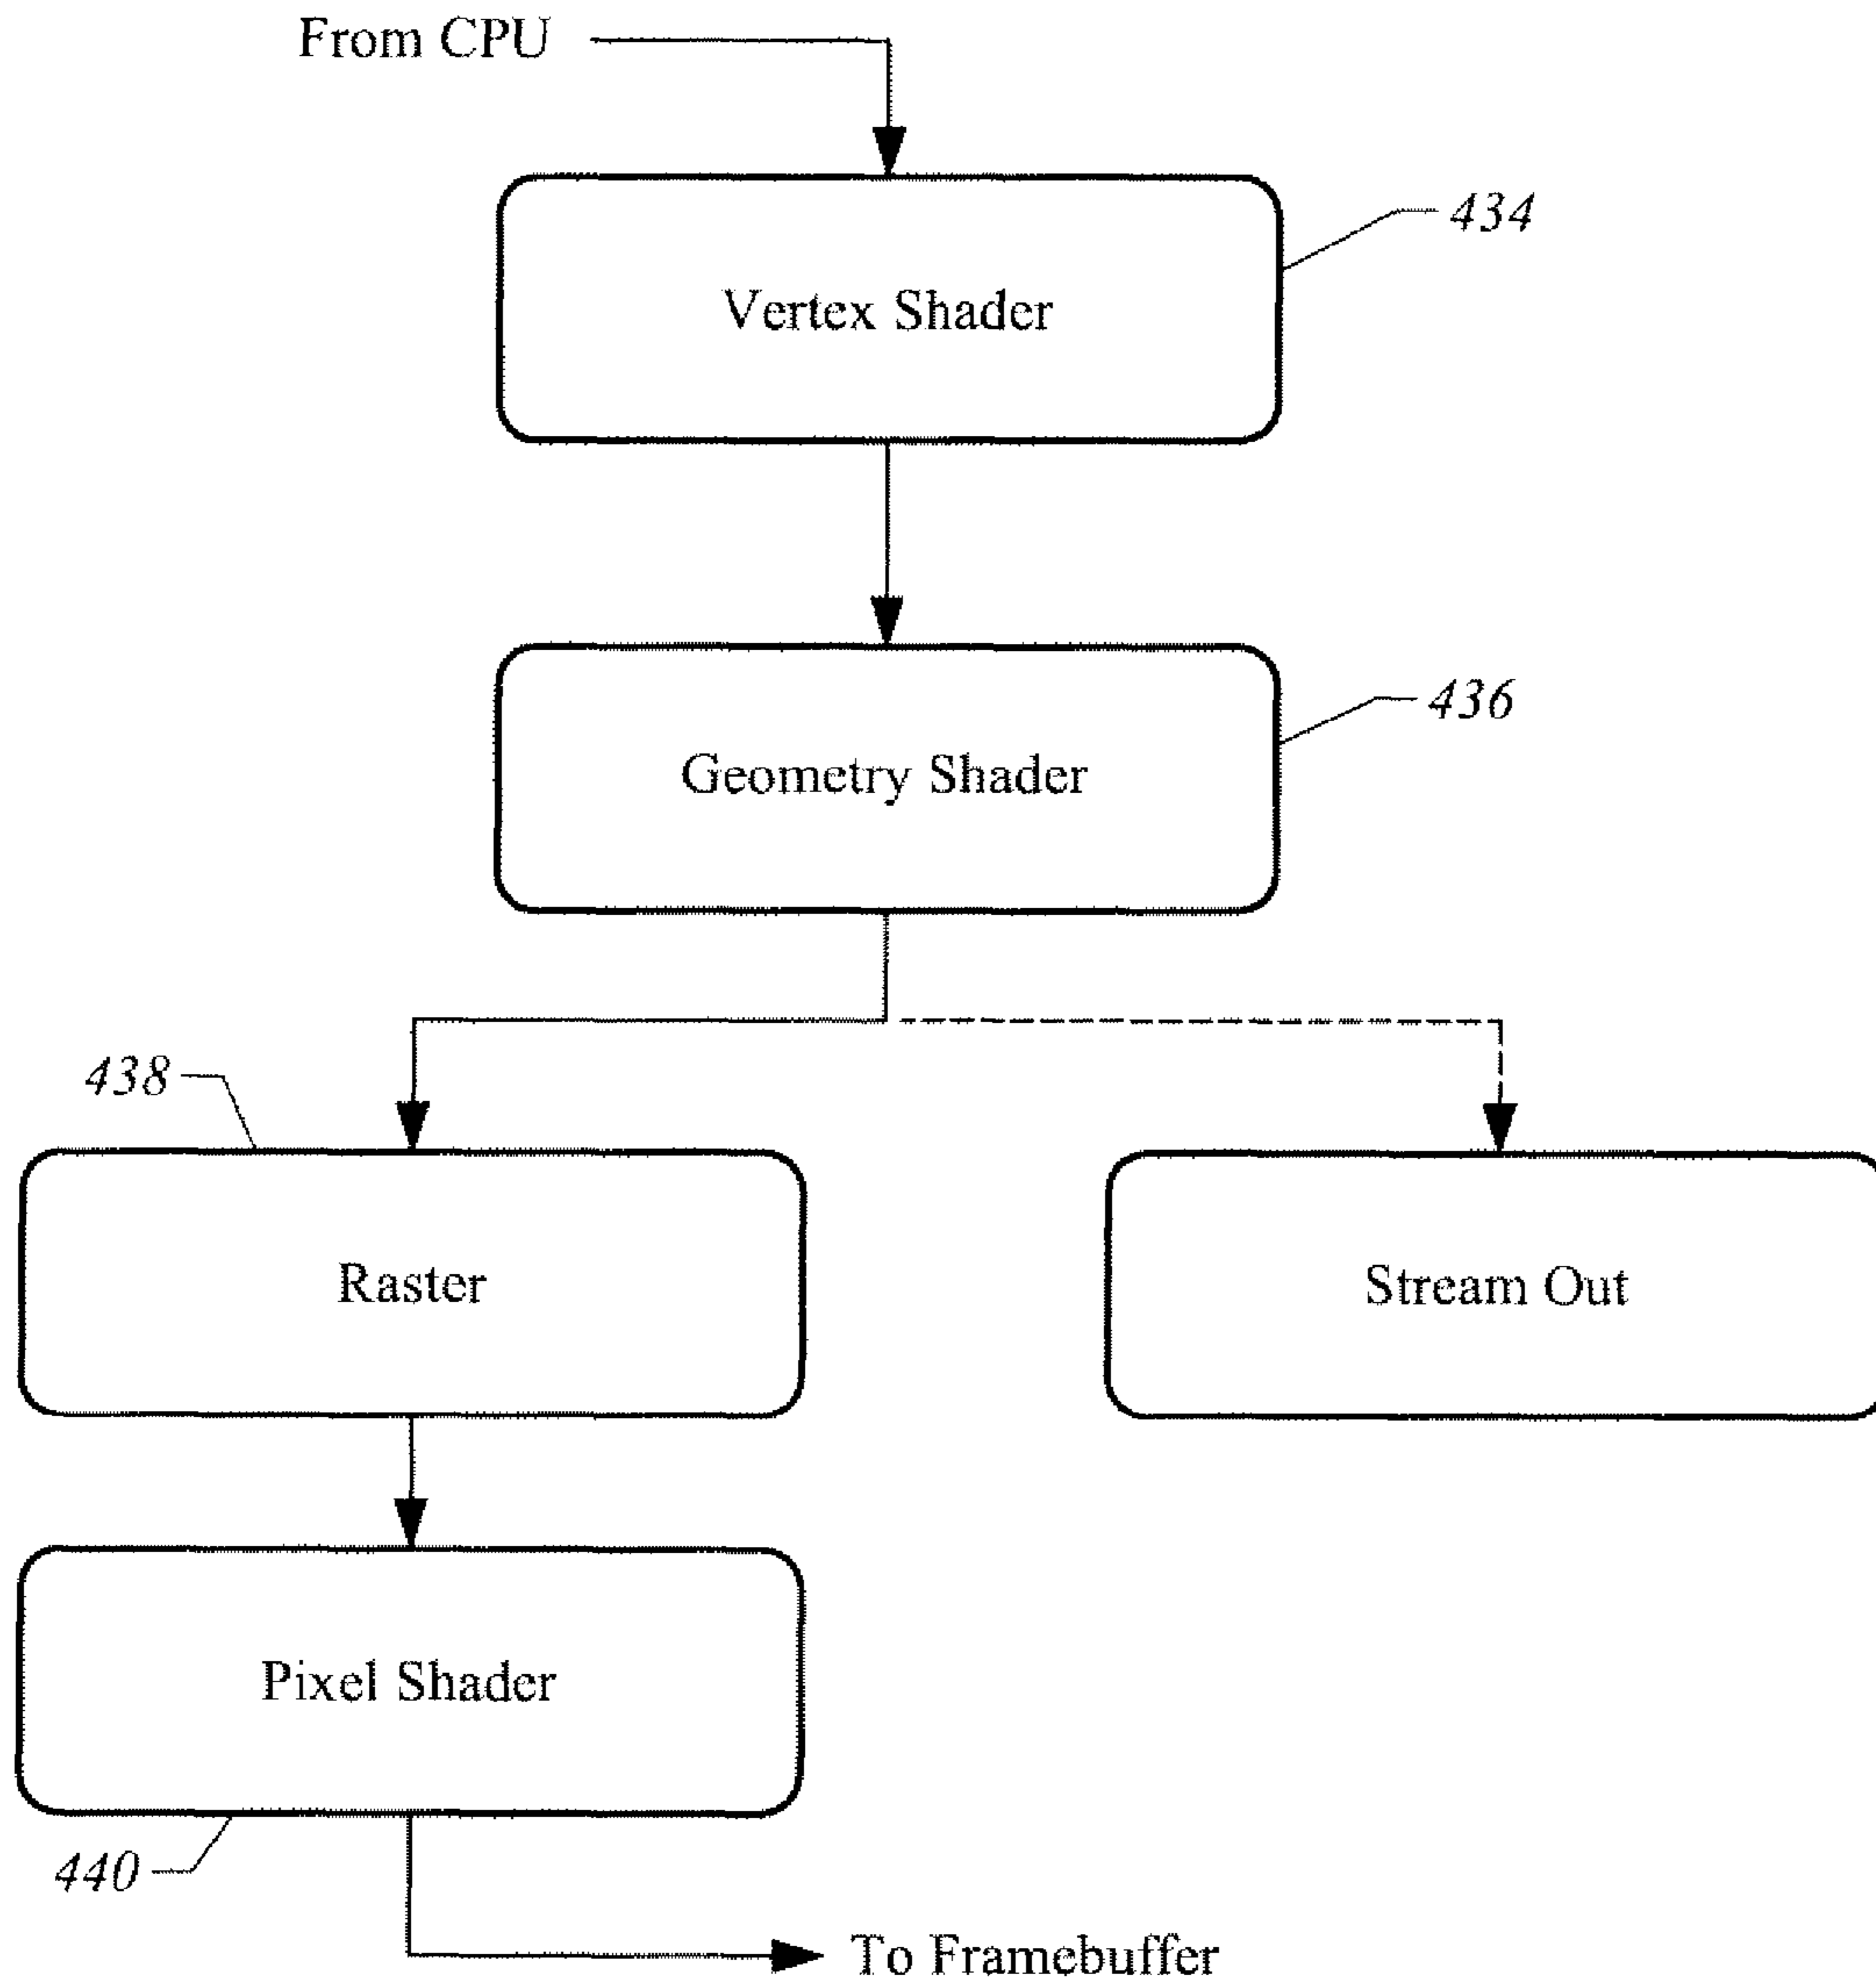 From CPU
434
Vertex Shader
436
Geometry Shader
438
Raster
Stream Out
Pixel Shader
440
To Framebuffer